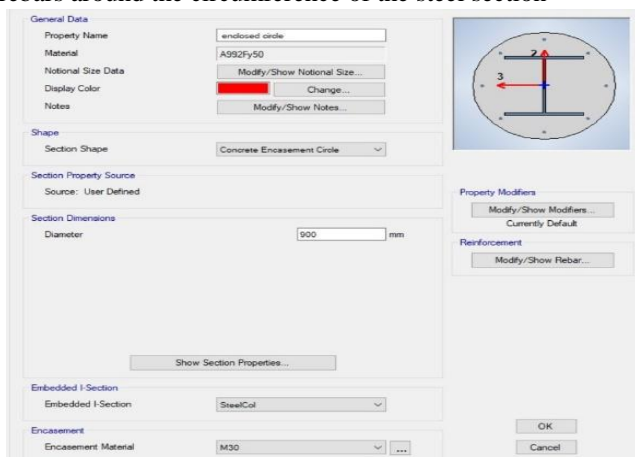 rebars around the circumference of the steel section
General Data
Property Name enclosed circle
Material A992Fy50
Notional Size Data Modify/Show Notional Size...
Display Color Change...
Notes Modify/Show Notes...
2
3
Shape
Section Shape Concrete Encasement Circle
Section Property Source
Source: User Defined
Property Modifiers
Modify/Show Modifiers...
Currently Default
Section Dimensions
Diameter 900 mm
Reinforcement
Modify/Show Rebar...
Show Section Properties...
Embedded I-Section
Embedded I-Section SteelCol
OK
Encasement
Encasement Material M30 ...
Cancel